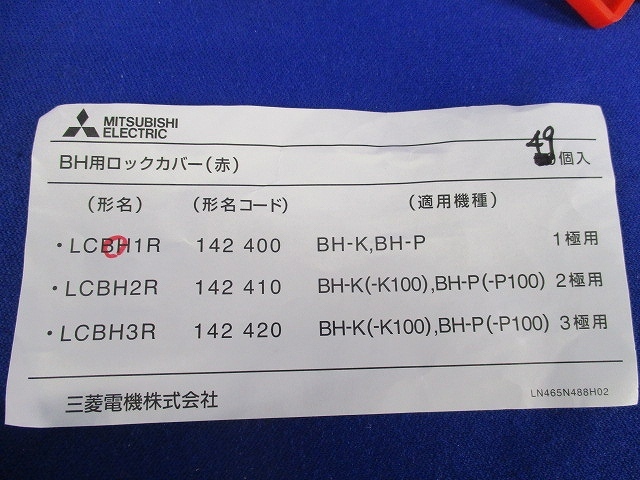 MITSUBISHI
ELECTRIC
BH用ロックカバー(赤) 49個入
(形名) (形名コード) (適用機種)
・LCBH1R 142 400 BH-K,BH-P 1極用
・LCBH2R 142 410 BH-K(-K100),BH-P(-P100) 2極用
・LCBH3R 142 420 BH-K(-K100),BH-P(-P100) 3極用
三菱電機株式会社 LN465N488H02